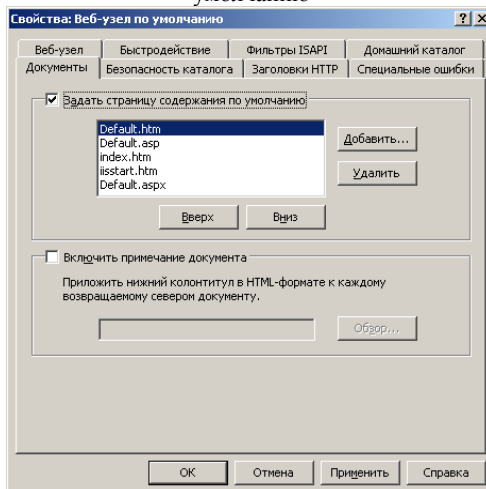 умолчанию
Свойства: Веб-узел по умолчанию
Веб-узел Быстродействие Фильтры ISAPI Домашний каталог
Документы Безопасность каталога Заголовки HTTP Специальные ошибки
Задать страницу содержания по умолчанию
Default.htm
Default.asp
index.htm
iisstart.htm
Default.aspx
Добавить...
Удалить
Вверх Вниз
Включить примечание документа
Приложить нижний колонтитул в HTML-формате к каждому
возвращаемому севером документу.
Обзор...
ОК Отмена Применить Справка